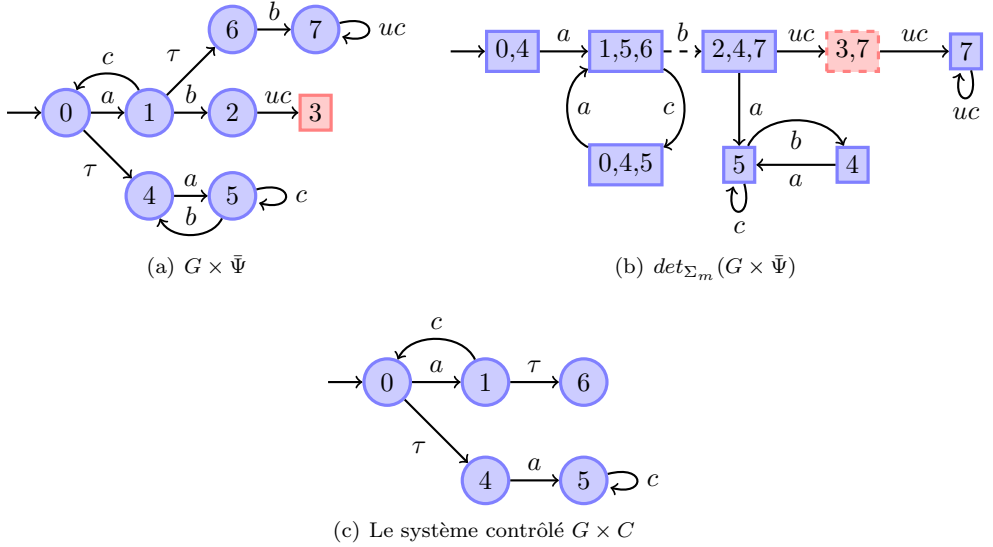 6 b 7 uc
τ
c
0 a 1 b 2 uc 3
τ
4 a 5 c
b
(a) G × Ψ̄
0,4 a 1,5,6 b 2,4,7 uc 3,7 uc 7
uc
a c a
0,4,5 5 b 4
a
c
(b) det_{Σ_m}(G × Ψ̄)
c
0 a 1 τ 6
τ
4 a 5 c
(c) Le système contrôlé G × C